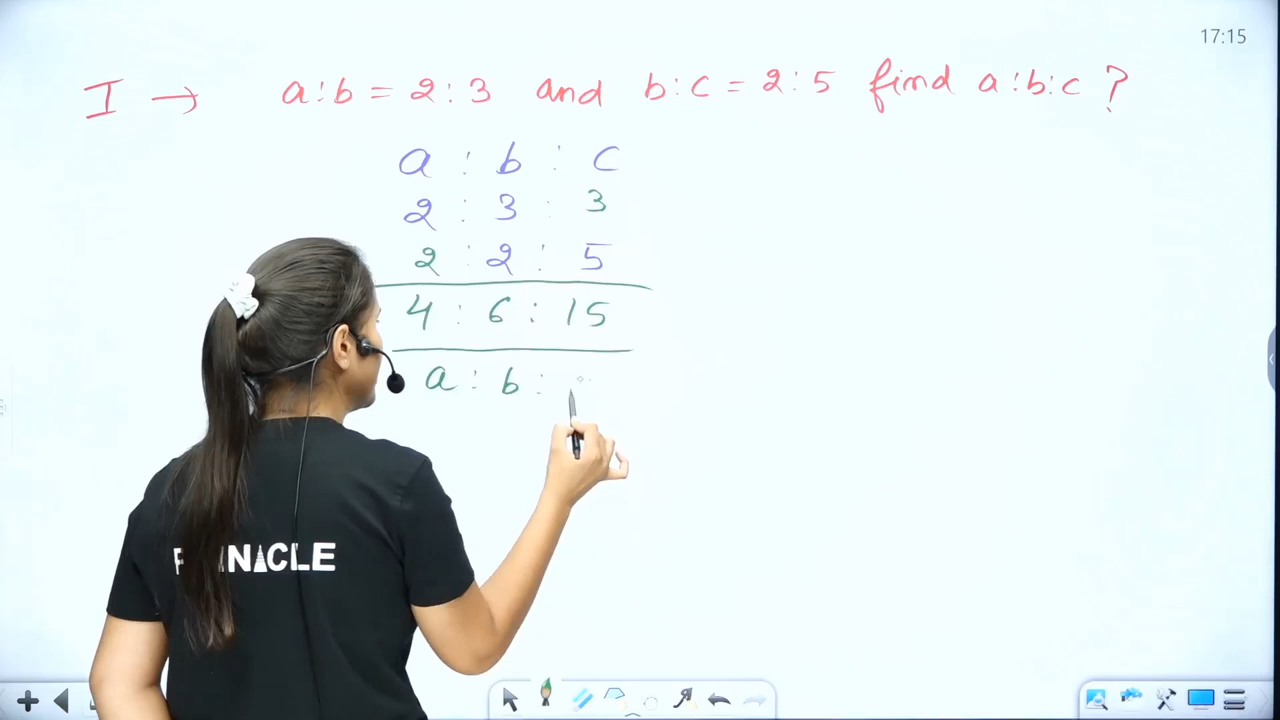 17:15
I → a:b = 2:3 and b:c = 2:5 find a:b:c ?
a : b : c
2 : 3 : 3
2 : 2 : 5
4 : 6 : 15
a : b :
PINNACLE